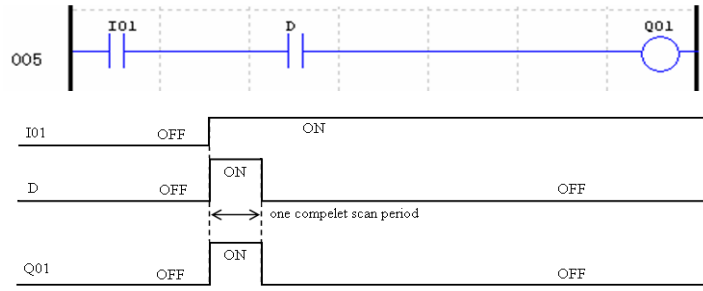 I01 D Q01
005
I01 OFF ON
ON
D OFF OFF
one compelet scan period
ON
Q01 OFF OFF